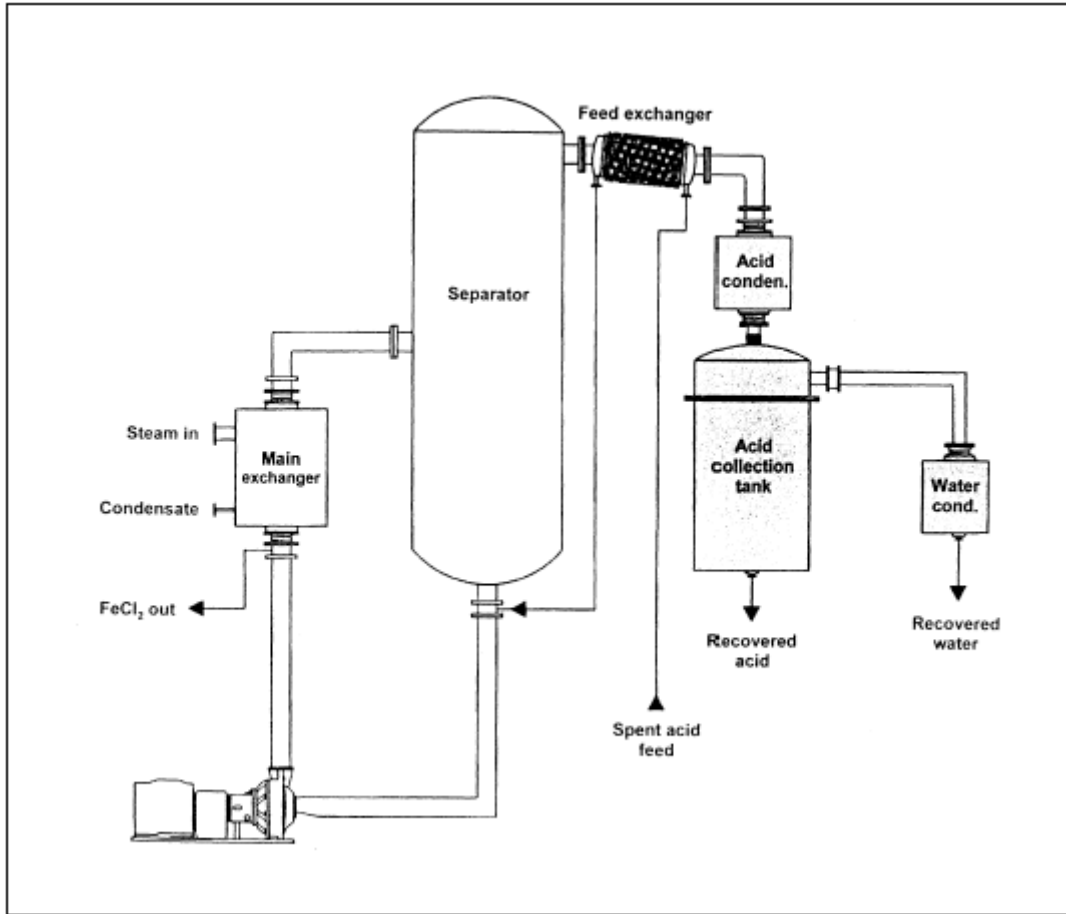 Feed exchanger
Acid
conden.
Separator
Steam in
Main
exchanger
Condensate
Acid
collection
tank
Water
cond.
FeCl₂ out
Recovered
acid
Recovered
water
Spent acid
feed